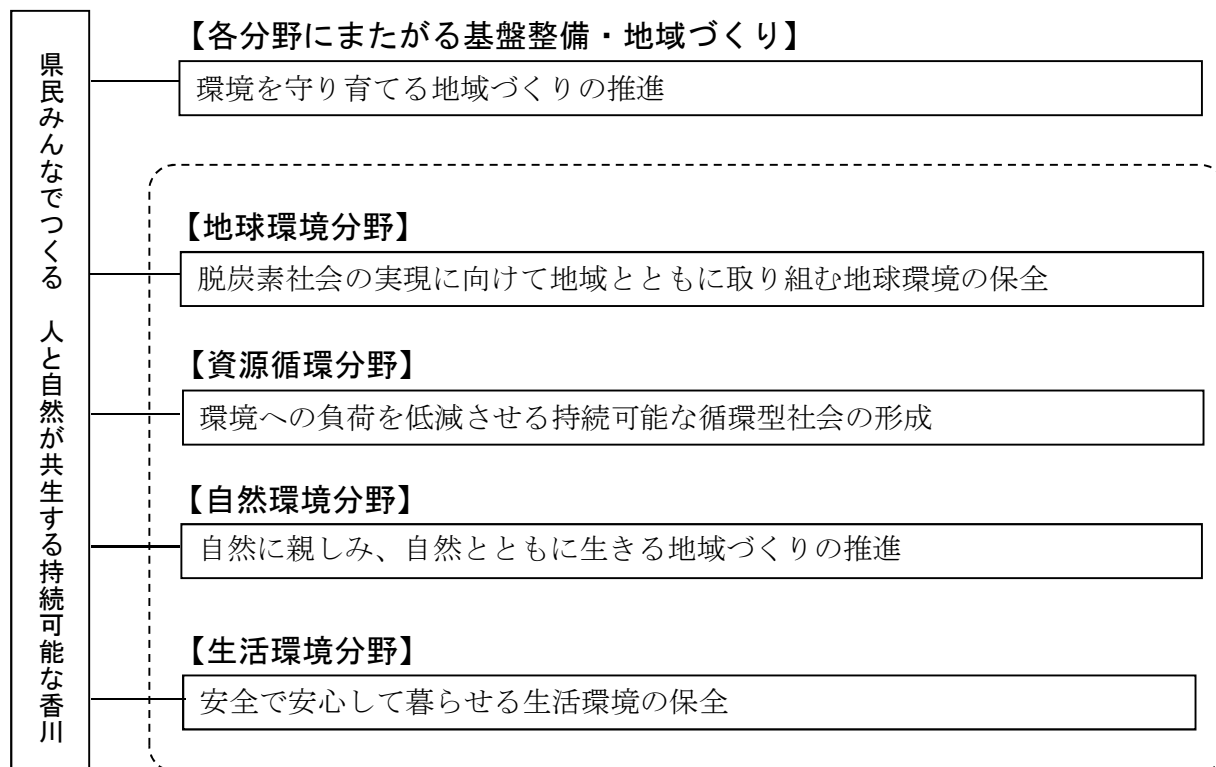 県民みんなでつくる 人と自然が共生する持続可能な香川
【各分野にまたがる基盤整備・地域づくり】
環境を守り育てる地域づくりの推進
【地球環境分野】
脱炭素社会の実現に向けて地域とともに取り組む地球環境の保全
【資源循環分野】
環境への負荷を低減させる持続可能な循環型社会の形成
【自然環境分野】
自然に親しみ、自然とともに生きる地域づくりの推進
【生活環境分野】
安全で安心して暮らせる生活環境の保全